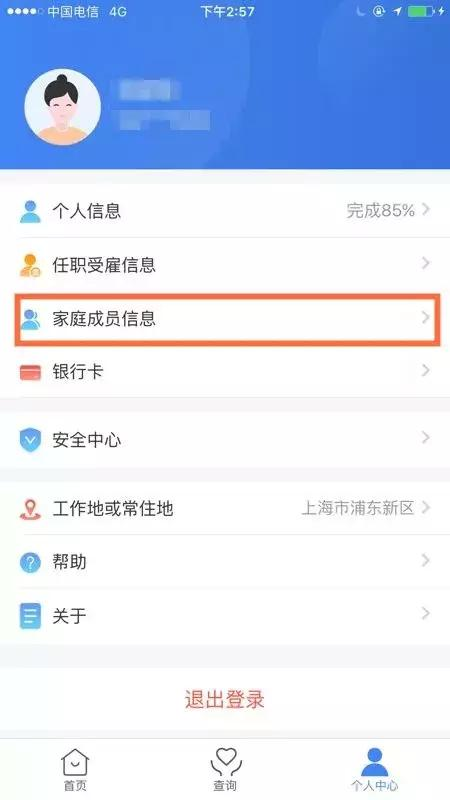 中国电信 4G 下午2:57
个人信息 完成85%
任职受雇信息
家庭成员信息
银行卡
安全中心
工作地或常住地 上海市浦东新区
帮助
关于
退出登录
首页 查询 个人中心